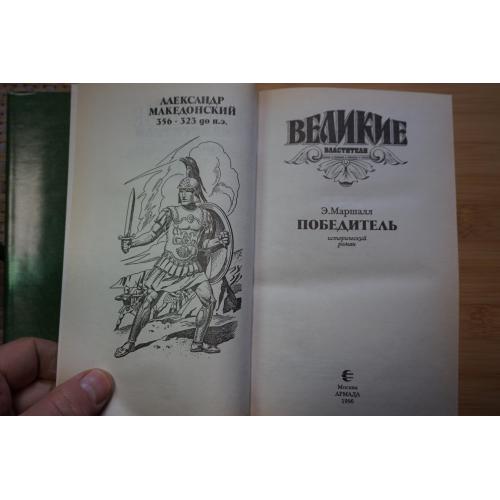 АЛЕКСАНДР
МАКЕДОНСКИЙ
356 - 323 до н.э.
ВЕЛИКИЕ
ВЛАСТИТЕЛИ
Э.Маршалл
ПОБЕДИТЕЛЬ
исторический
роман
Москва
АРМАДА
1996